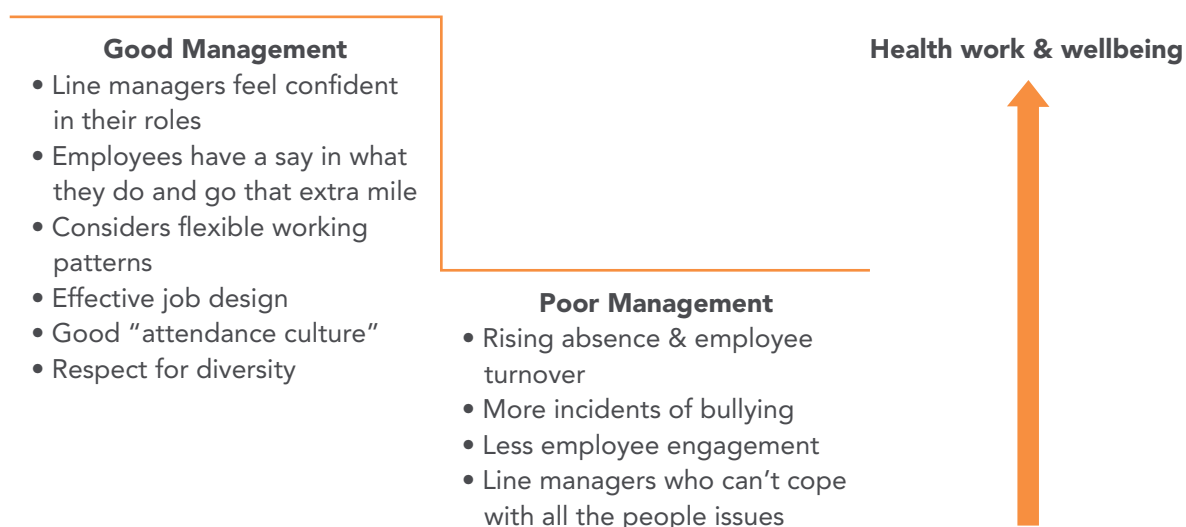 Good Management
• Line managers feel confident
in their roles
• Employees have a say in what
they do and go that extra mile
• Considers flexible working
patterns
• Effective job design
• Good “attendance culture”
• Respect for diversity
Poor Management
• Rising absence & employee
turnover
• More incidents of bullying
• Less employee engagement
• Line managers who can’t cope
with all the people issues
Health work & wellbeing